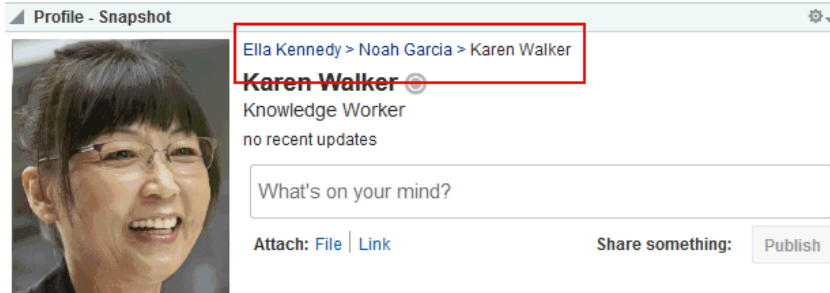 Profile - Snapshot
Ella Kennedy > Noah Garcia > Karen Walker
Karen Walker
Knowledge Worker
no recent updates
What's on your mind?
Attach: File | Link Share something: Publish